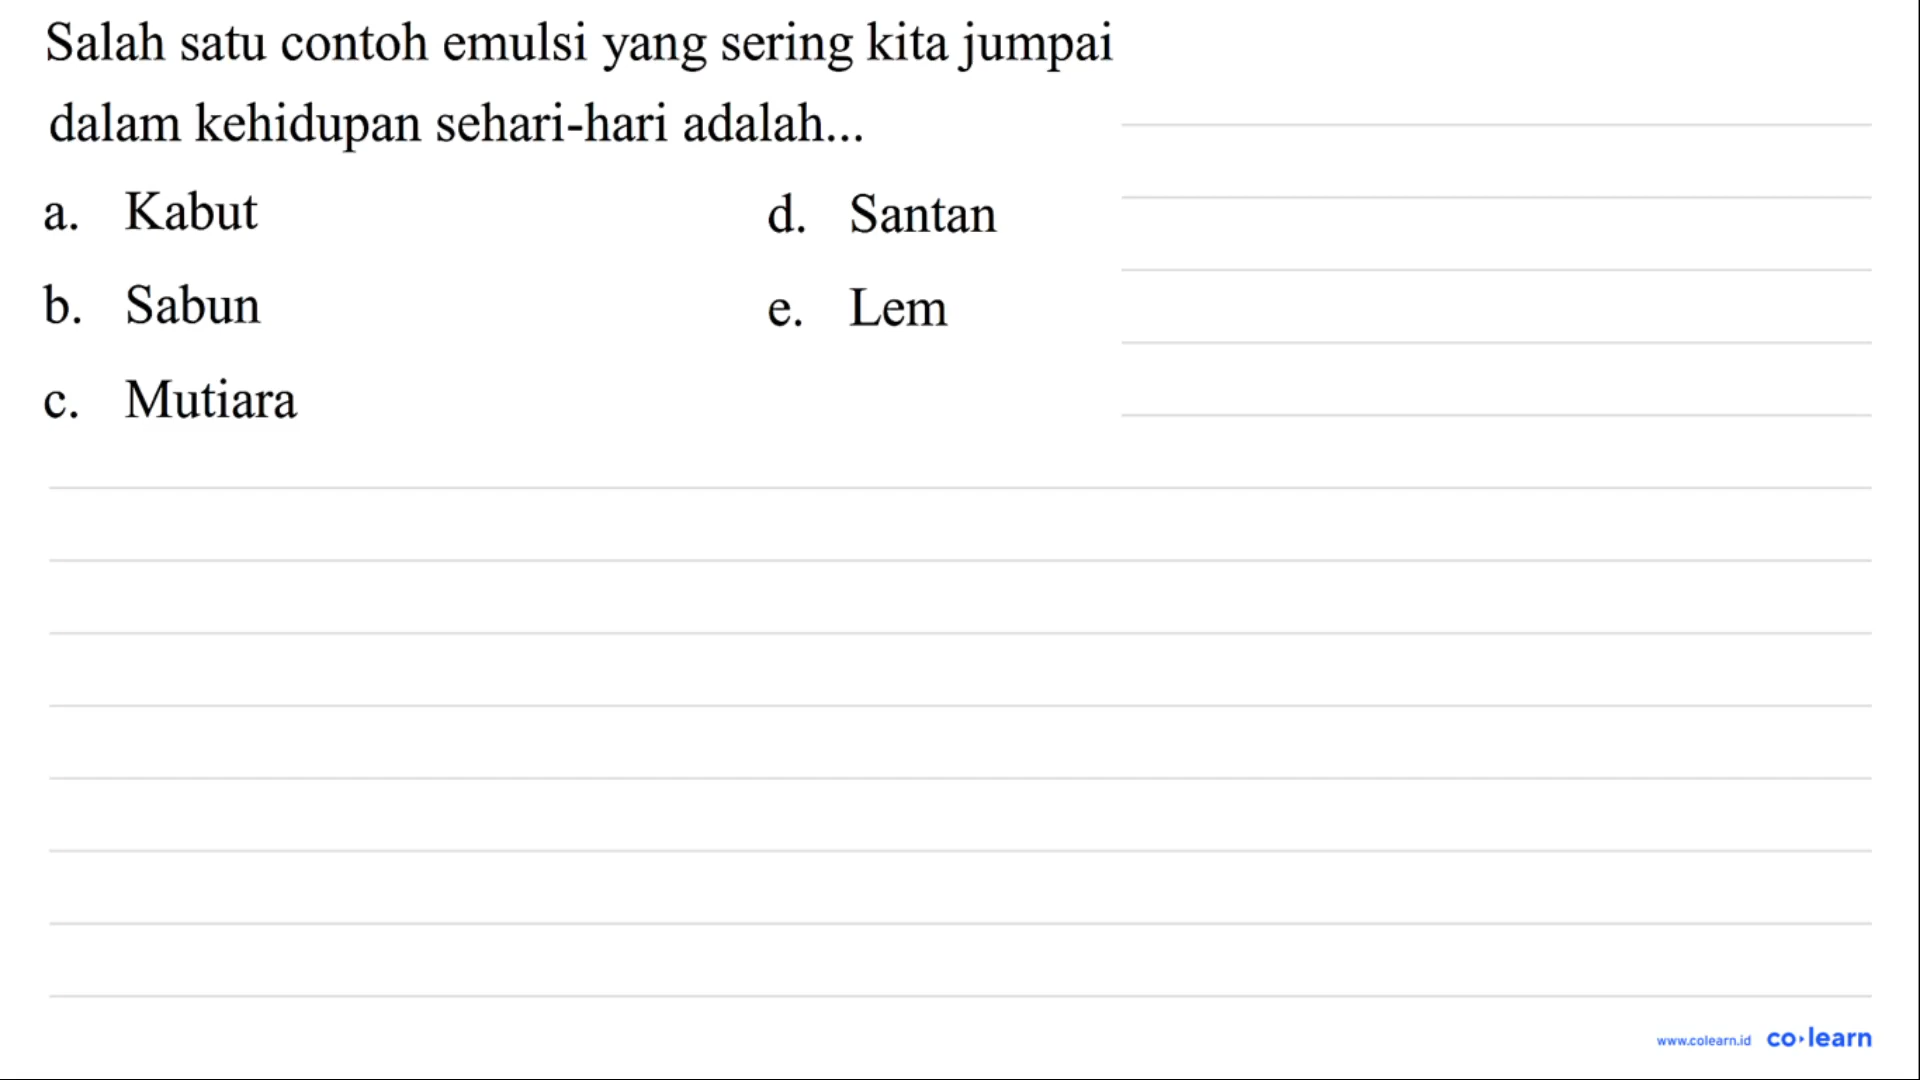 Salah satu contoh emulsi yang sering kita jumpai
dalam kehidupan sehari-hari adalah...
a. Kabut
b. Sabun
c. Mutiara
d. Santan
e. Lem
www.colearn.id co learn